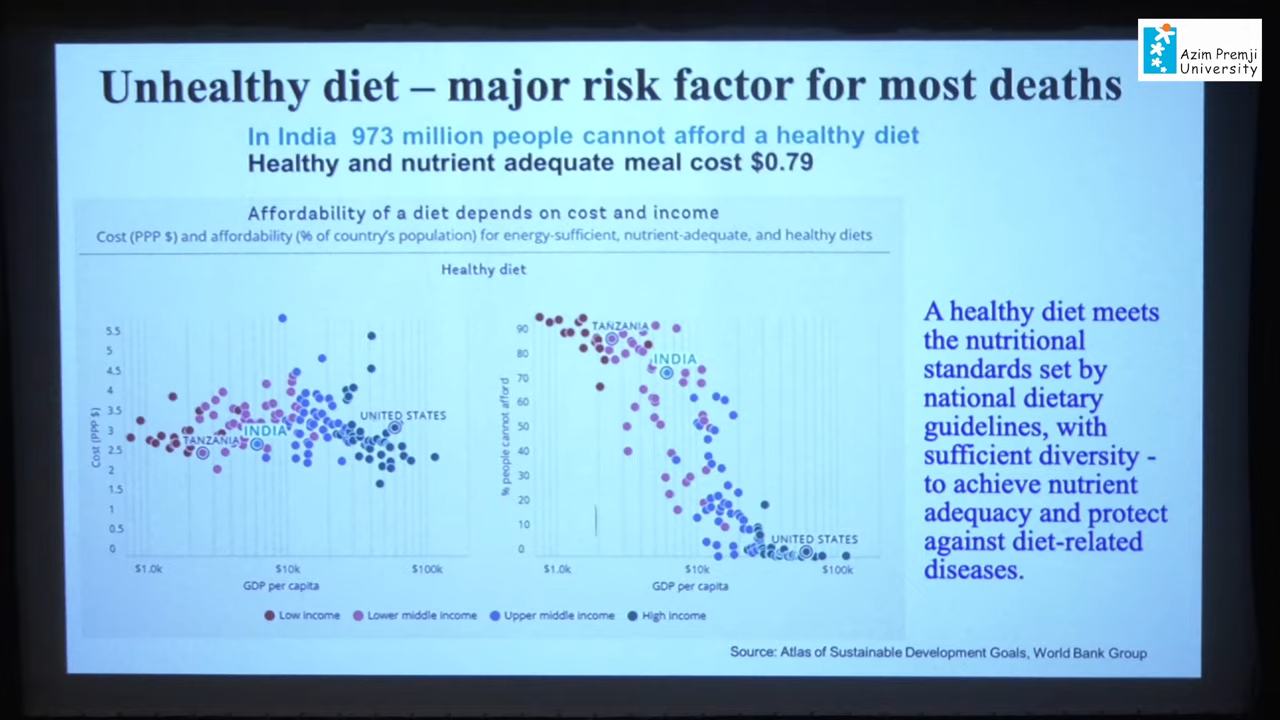 Azim Premji
University
Unhealthy diet – major risk factor for most deaths
In India 973 million people cannot afford a healthy diet
Healthy and nutrient adequate meal cost $0.79
Affordability of a diet depends on cost and income
Cost (PPP $) and affordability (% of country's population) for energy-sufficient, nutrient-adequate, and healthy diets
Healthy diet
Cost (PPP $)
5.5
5
4.5
4
3.5
3
2.5
2
1.5
1
0.5
0
TANZANIA
INDIA
UNITED STATES
$1.0k
$10k
$100k
GDP per capita
% people cannot afford
90
80
70
60
50
40
30
20
10
0
TANZANIA
INDIA
UNITED STATES
$1.0k
$10k
$100k
GDP per capita
Low income
Lower middle income
Upper middle income
High income
A healthy diet meets
the nutritional
standards set by
national dietary
guidelines, with
sufficient diversity -
to achieve nutrient
adequacy and protect
against diet-related
diseases.
Source: Atlas of Sustainable Development Goals, World Bank Group